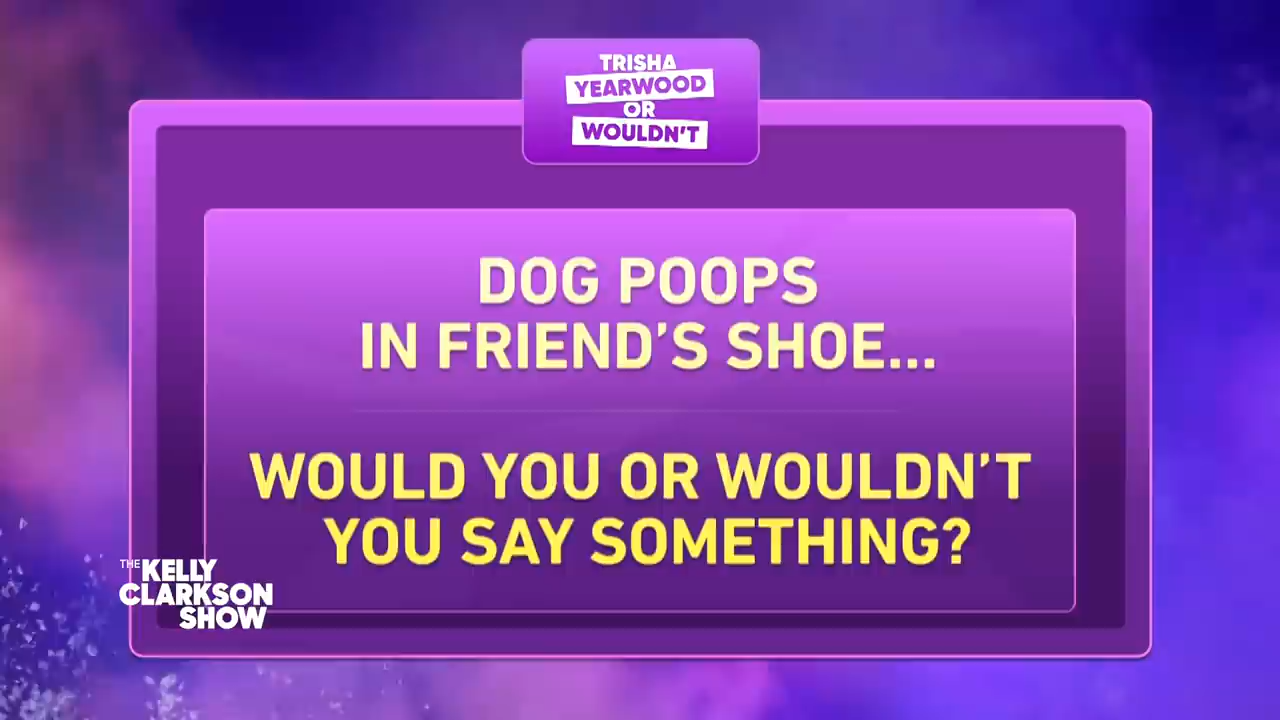 TRISHA
YEARWOOD
OR
WOULDN'T
DOG POOPS
IN FRIEND'S SHOE...
WOULD YOU OR WOULDN'T
YOU SAY SOMETHING?
THE KELLY
CLARKSON
SHOW